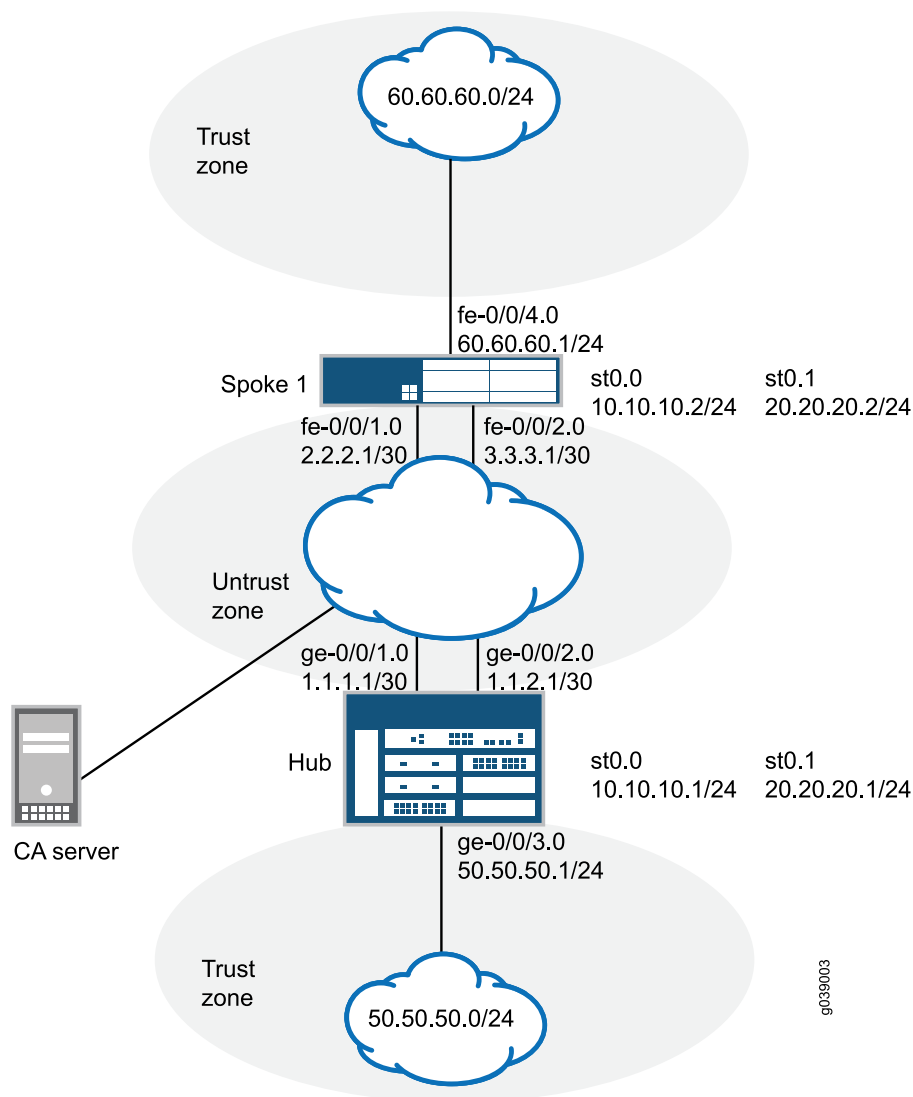 60.60.60.0/24
Trust
zone
fe-0/0/4.0
60.60.60.1/24
Spoke 1
st0.0
10.10.10.2/24
st0.1
20.20.20.2/24
fe-0/0/1.0
2.2.2.1/30
fe-0/0/2.0
3.3.3.1/30
Untrust
zone
ge-0/0/1.0
1.1.1.1/30
ge-0/0/2.0
1.1.2.1/30
Hub
st0.0
10.10.10.1/24
st0.1
20.20.20.1/24
CA server
ge-0/0/3.0
50.50.50.1/24
Trust
zone
50.50.50.0/24
g039003